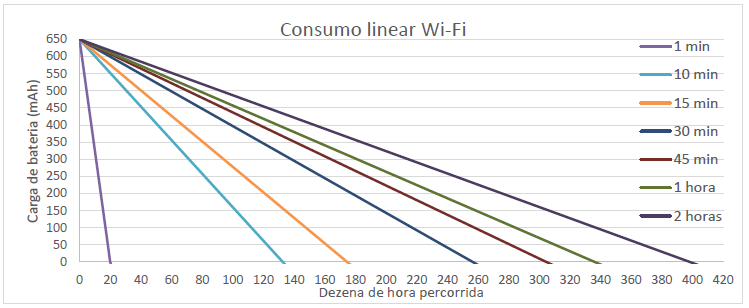 Consumo linear Wi-Fi
Carga de bateria (mAh)
650
600
550
500
450
400
350
300
250
200
150
100
50
0
0 20 40 60 80 100 120 140 160 180 200 220 240 260 280 300 320 340 360 380 400 420
Dezena de hora percorrida
1 min
10 min
15 min
30 min
45 min
1 hora
2 horas